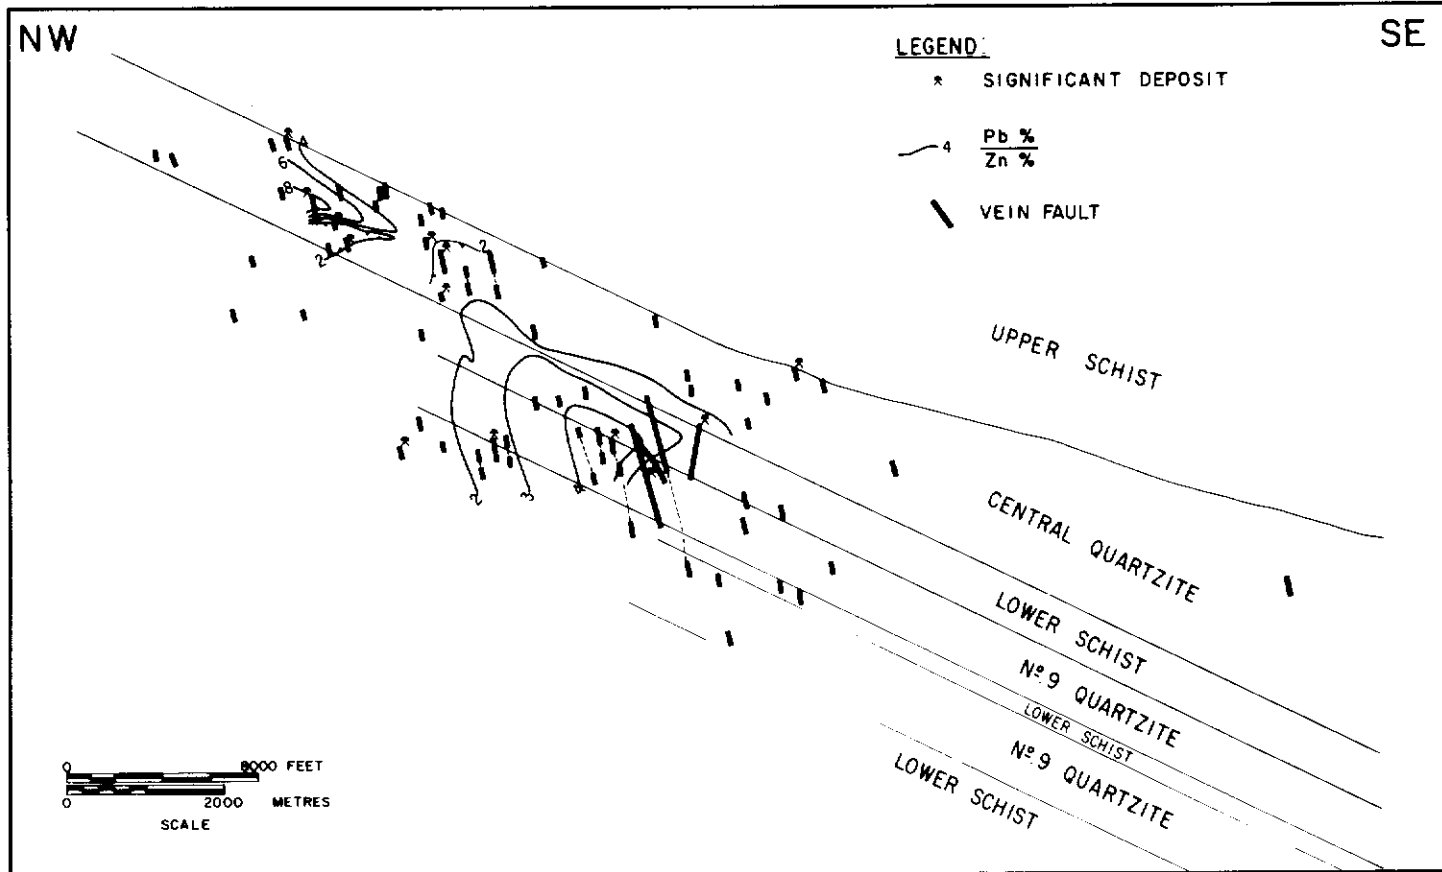 NW
SE
LEGEND:
SIGNIFICANT DEPOSIT
4 Pb %
Zn %
VEIN FAULT
4
6
8
2
2
2
3
4
UPPER SCHIST
CENTRAL QUARTZITE
LOWER SCHIST
Nº 9 QUARTZITE
LOWER SCHIST
Nº 9 QUARTZITE
LOWER SCHIST
0 8000 FEET
0 2000 METRES
SCALE